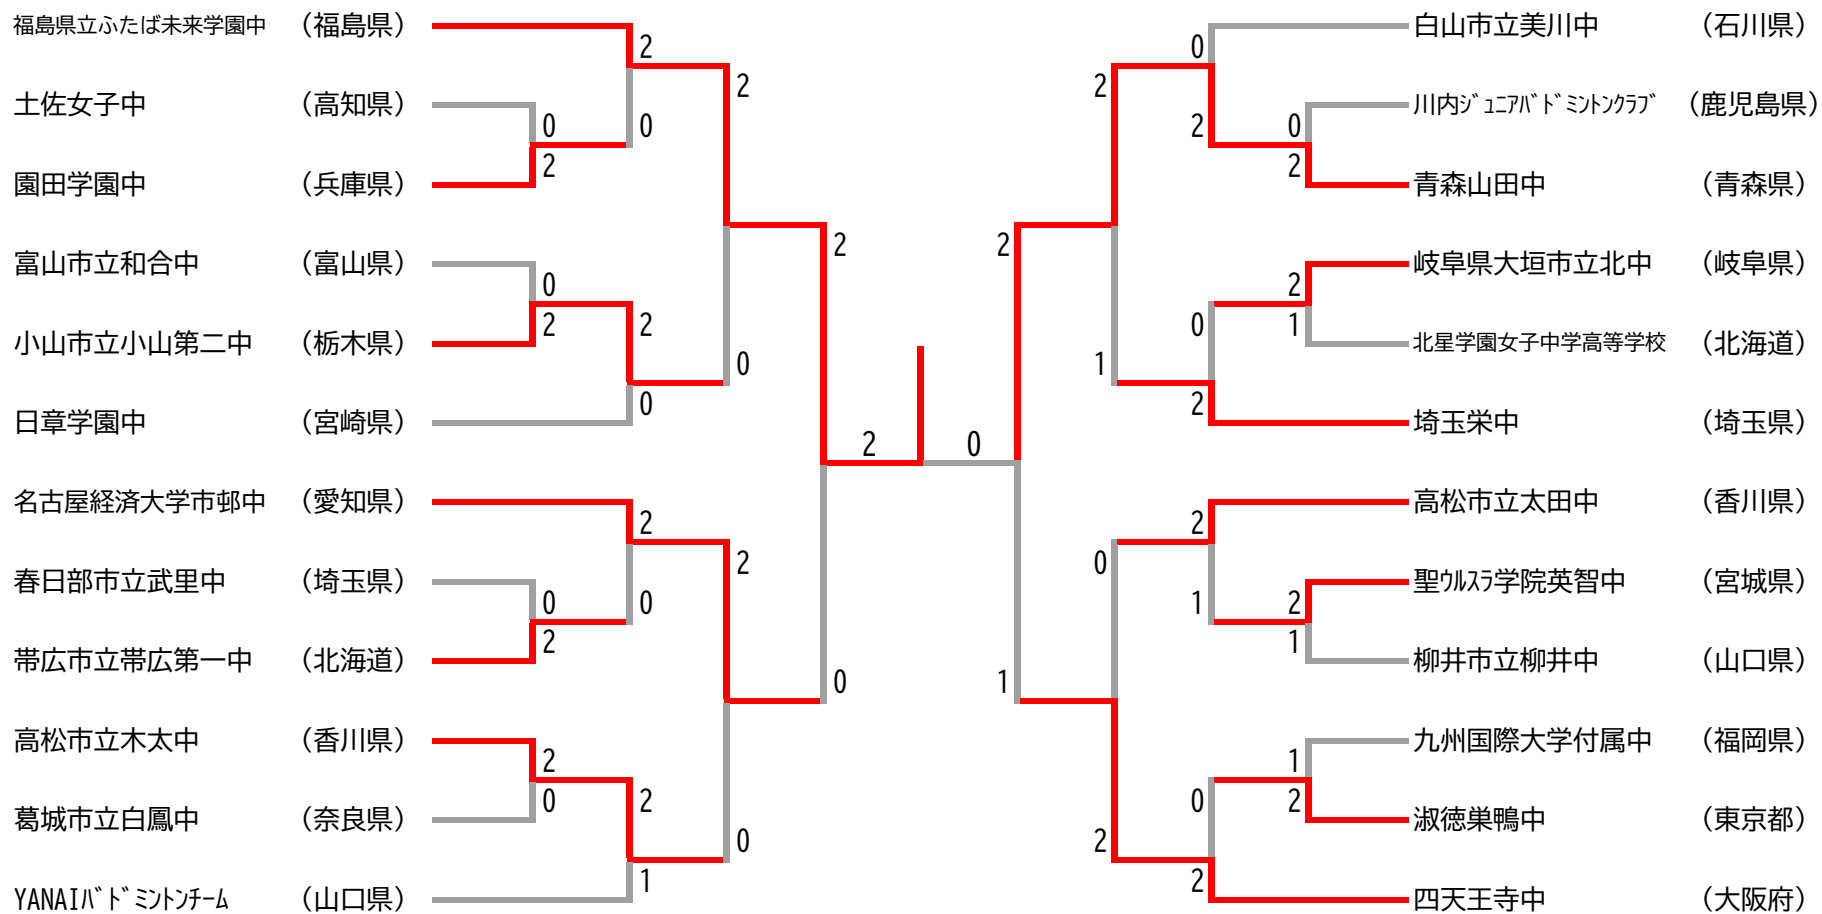 福島県立ふたば未来学園中 （福島県）
2
2
土佐女子中 （高知県）
0 0
2
園田学園中 （兵庫県）
2
富山市立和合中 （富山県）
0
2 2
小山市立小山第二中 （栃木県）
0
0
日章学園中 （宮崎県）
2 0
名古屋経済大学市邨中 （愛知県）
2
2
春日部市立武里中 （埼玉県）
0 0
2
帯広市立帯広第一中 （北海道）
0
高松市立木太中 （香川県）
2
0 2
葛城市立白鳳中 （奈良県）
0
1
YANAIﾊﾞﾄﾞﾐﾝﾄﾝﾁｰﾑ （山口県）
白山市立美川中 （石川県）
0
2
川内ｼﾞｭﾆｱﾊﾞﾄﾞﾐﾝﾄﾝｸﾗﾌﾞ （鹿児島県）
2 0
2
青森山田中 （青森県）
2
岐阜県大垣市立北中 （岐阜県）
2
0 1
北星学園女子中学高等学校 （北海道）
1
2
埼玉栄中 （埼玉県）
高松市立太田中 （香川県）
2
0
聖ｳﾙｽﾗ学院英智中 （宮城県）
1 2
1
柳井市立柳井中 （山口県）
1
九州国際大学付属中 （福岡県）
1
0 2
淑徳巣鴨中 （東京都）
2
2
四天王寺中 （大阪府）